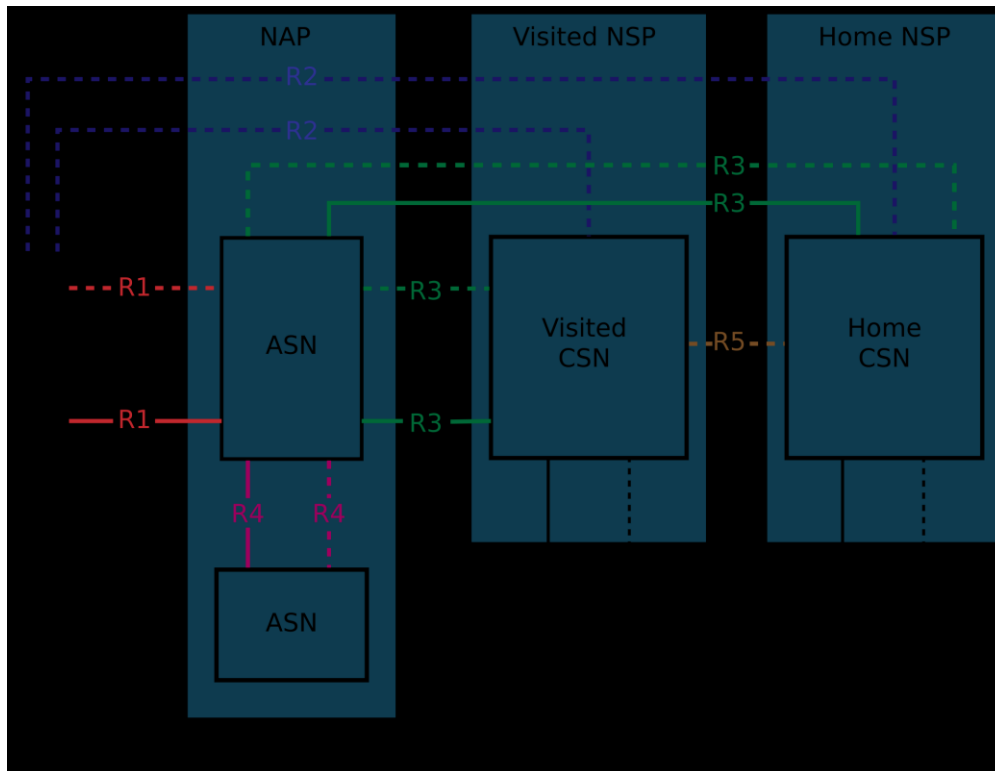 NAP
Visited NSP
Home NSP
R2
R2
R3
R3
R1
R3
ASN
Visited
CSN
R5
Home
CSN
R1
R3
R4
R4
ASN